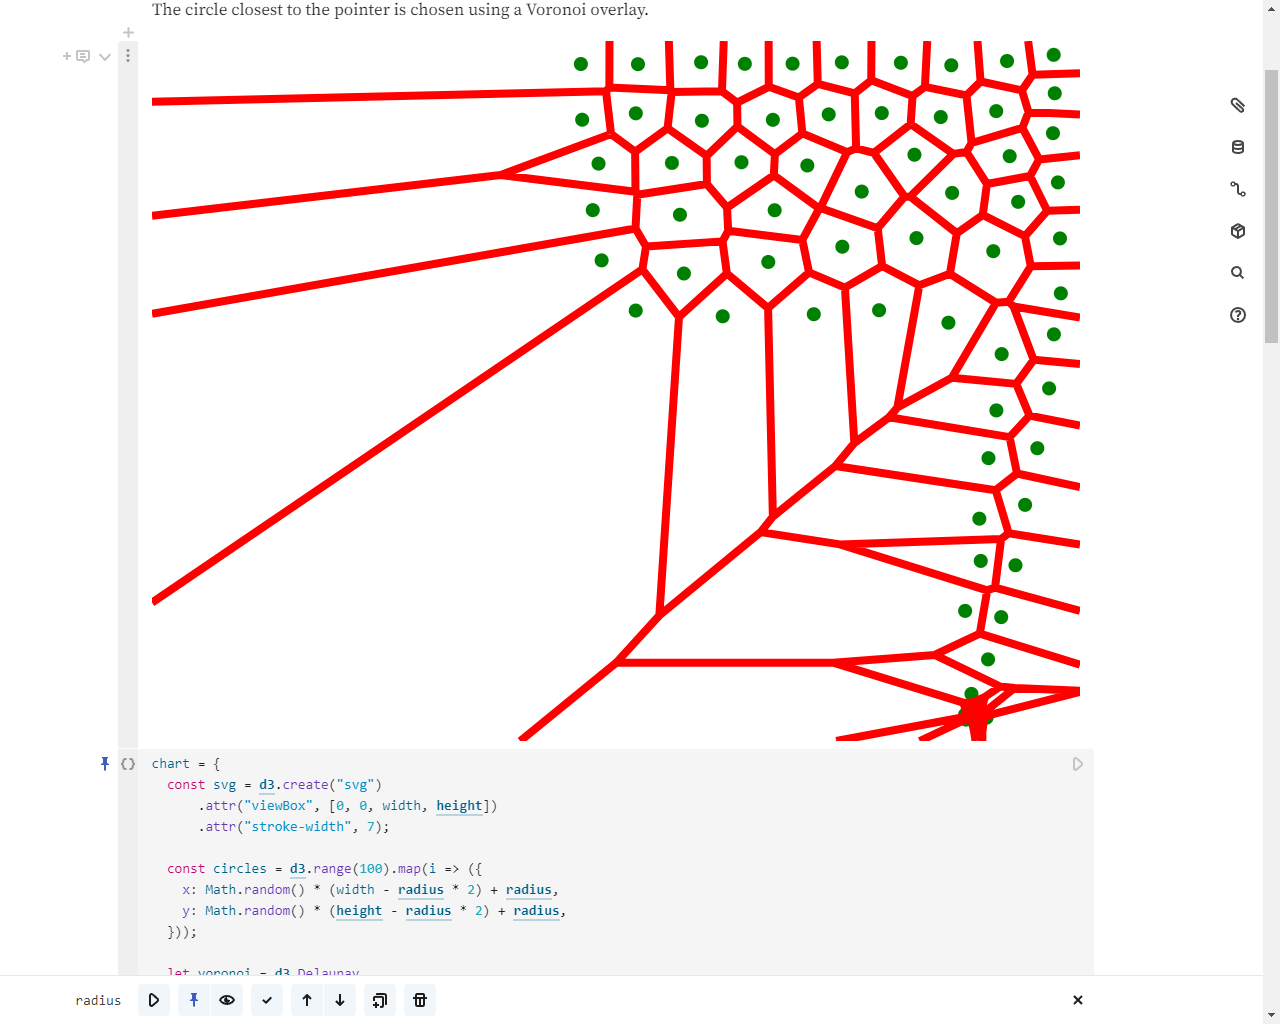 The circle closest to the pointer is chosen using a Voronoi overlay.
chart = {
const svg = d3.create("svg")
.attr("viewBox", [0, 0, width, height])
.attr("stroke-width", 7);
const circles = d3.range(100).map(i => ({
x: Math.random() * (width - radius * 2) + radius,
y: Math.random() * (height - radius * 2) + radius,
}));
let voronoi = d3.Delaunay
radius